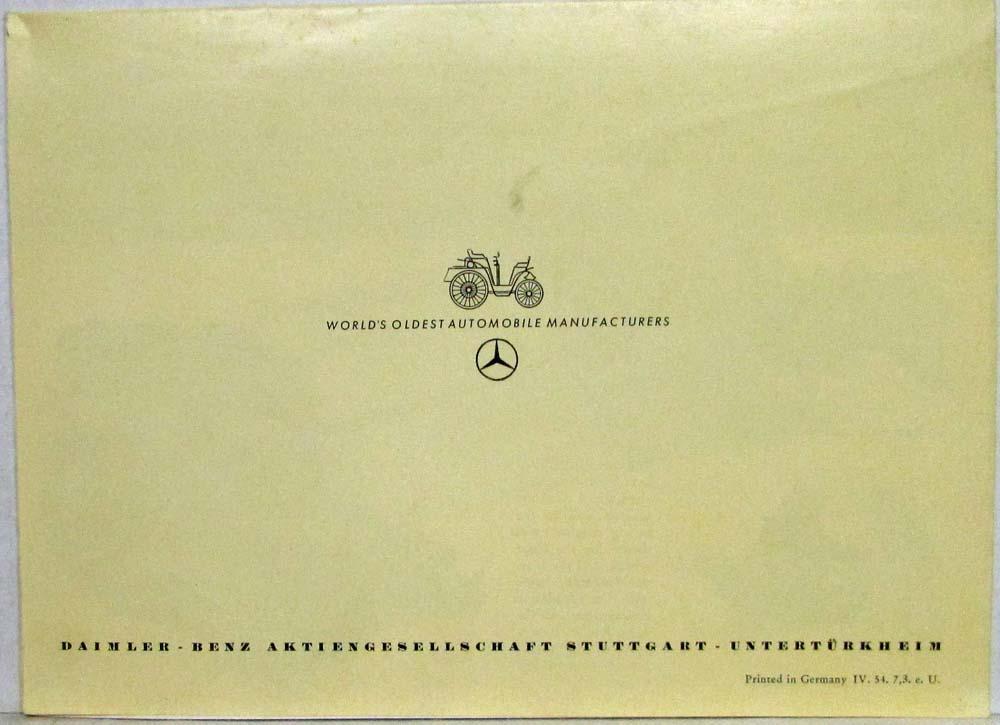 WORLD'S OLDEST AUTOMOBILE MANUFACTURERS
DAIMLER - BENZ AKTIENGESELLSCHAFT STUTTGART - UNTERTÜRKHEIM
Printed in Germany IV. 54. 7,3. e. U.